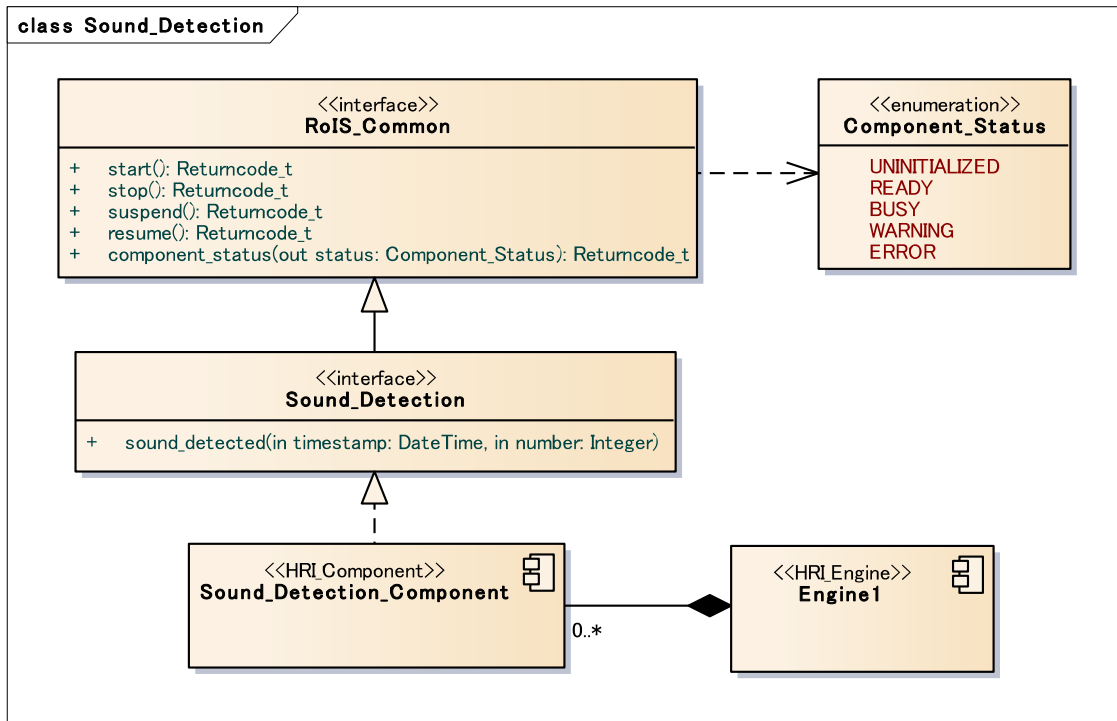 class Sound_Detection
<<interface>>
RoIS_Common
+ start(): Returncode_t
+ stop(): Returncode_t
+ suspend(): Returncode_t
+ resume(): Returncode_t
+ component_status(out status: Component_Status): Returncode_t
<<enumeration>>
Component_Status
UNINITIALIZED
READY
BUSY
WARNING
ERROR
<<interface>>
Sound_Detection
+ sound_detected(in timestamp: DateTime, in number: Integer)
<<HRI_Component>>
Sound_Detection_Component
0..*
<<HRI_Engine>>
Engine1